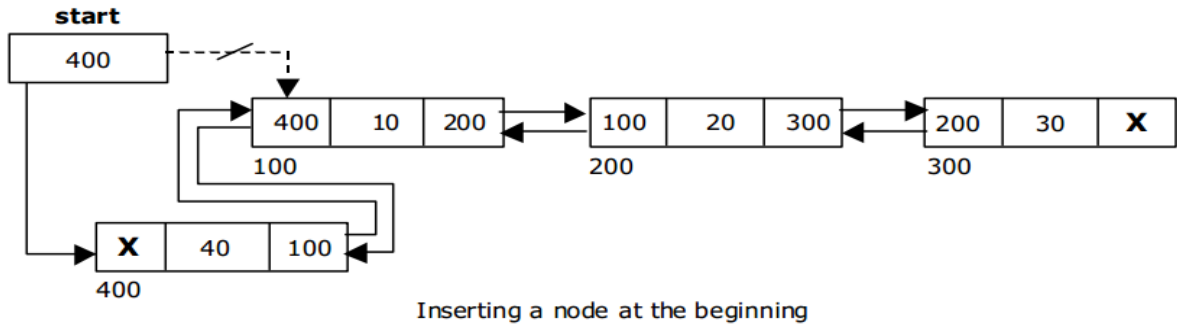 start
400
400 10 200 100 20 300 200 30 X
100 200 300
X 40 100
400
Inserting a node at the beginning